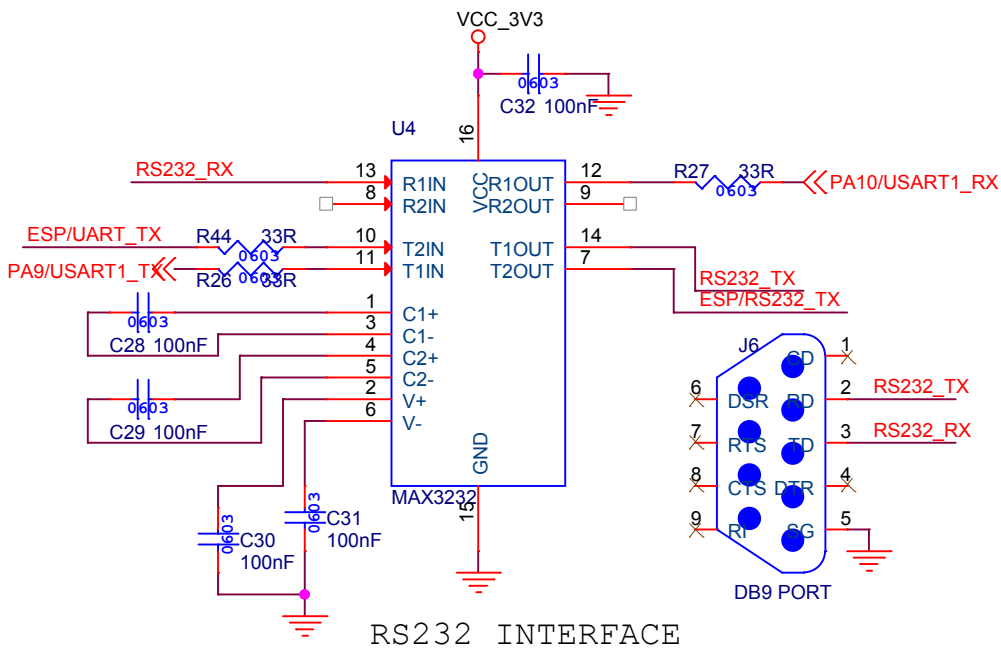 VCC_3V3
0603
C32 100nF
U4
16
RS232_RX
13
R1IN
VCC
R1OUT
12
R27
33R
0603
PA10/USART1_RX
8
R2IN
R2OUT
9
ESP/UART_TX
R44
33R
0603
10
T2IN
T1OUT
14
PA9/USART1_TX
R26
33R
0603
11
T1IN
T2OUT
7
RS232_TX
ESP/RS232_TX
1
C1+
0603
C28 100nF
3
C1-
4
C2+
5
C2-
0603
C29 100nF
2
V+
6
V-
GND
MAX3232
15
0603
C30
100nF
0603
C31
100nF
J6
CD
1
6
DSR
RD
2
RS232_TX
7
RTS
TD
3
RS232_RX
8
CTS
DTR
4
9
RI
SG
5
DB9 PORT
RS232 INTERFACE